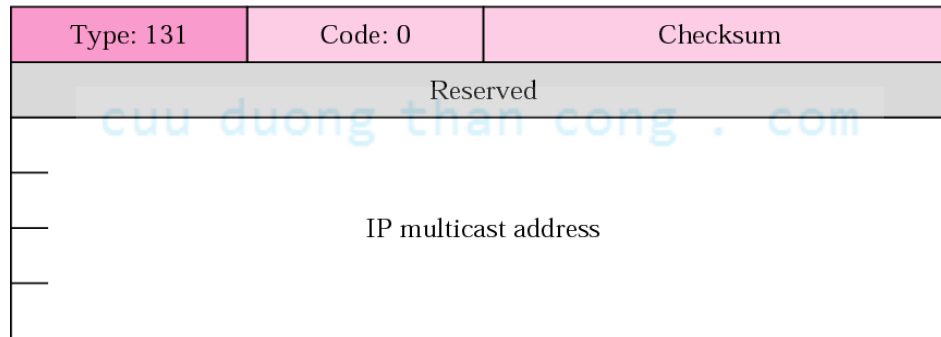 Type: 131 Code: 0 Checksum
Reserved
cuu duong than cong . com
IP multicast address